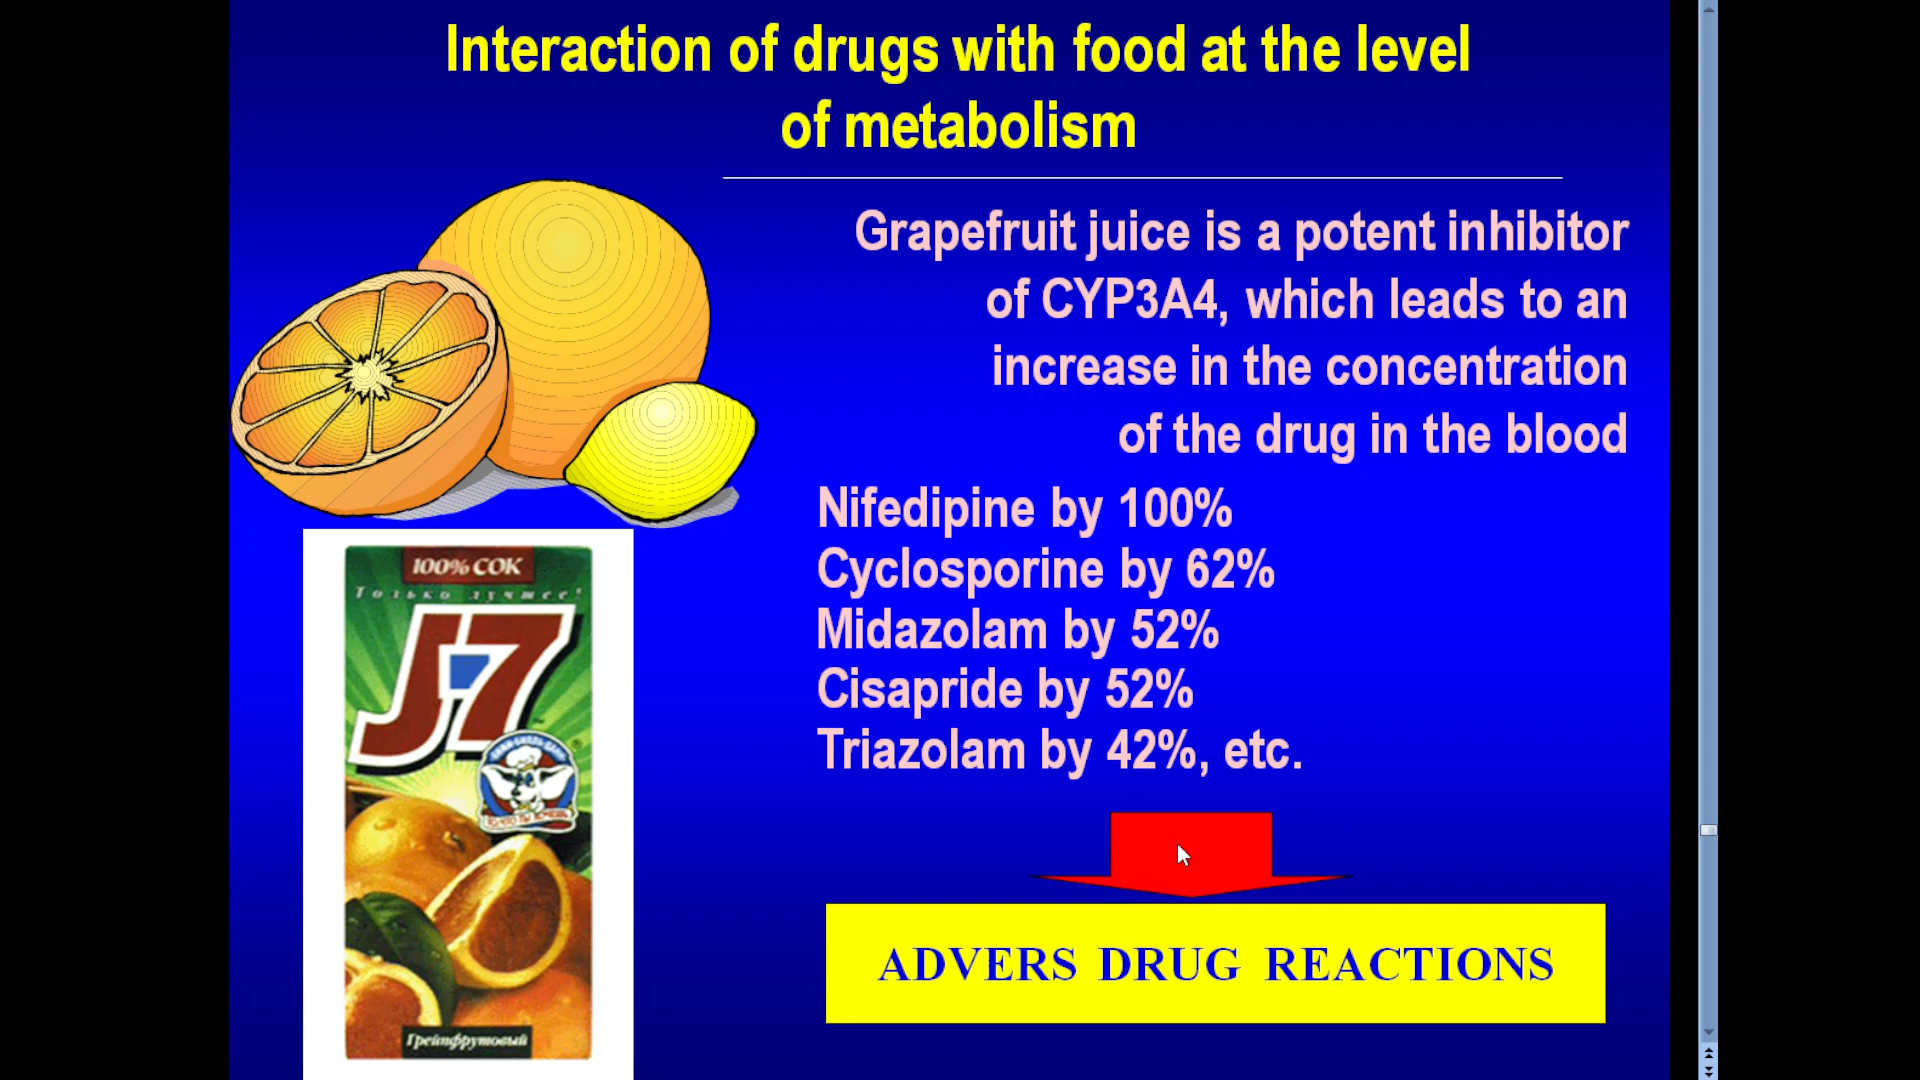 Interaction of drugs with food at the level
of metabolism
Grapefruit juice is a potent inhibitor
of CYP3A4, which leads to an
increase in the concentration
of the drug in the blood
Nifedipine by 100%
Cyclosporine by 62%
Midazolam by 52%
Cisapride by 52%
Triazolam by 42%, etc.
ADVERS DRUG REACTIONS
100% СОК
Только лучшее!
J7
Грейпфрутовый